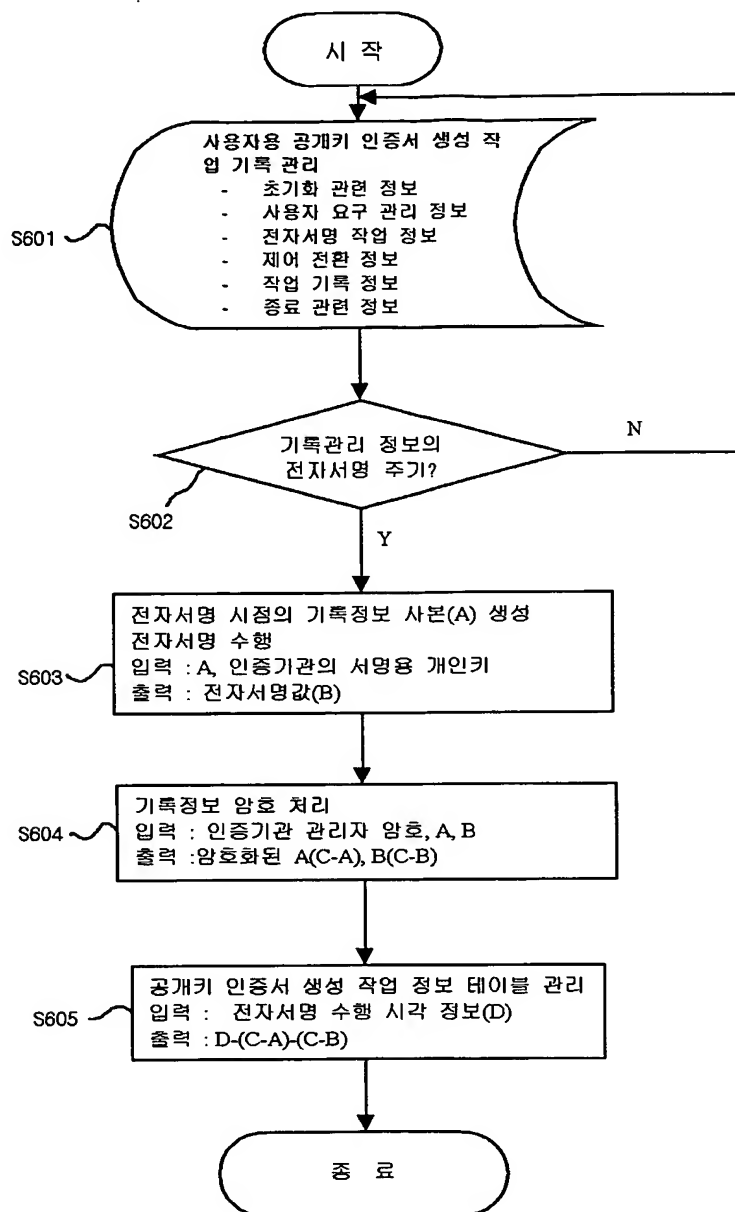 시 작
사용자용 공개키 인증서 생성 작
업 기록 관리
- 초기화 관련 정보
- 사용자 요구 관리 정보
- 전자서명 작업 정보
- 제어 전환 정보
- 작업 기록 정보
- 종료 관련 정보
S601
기록관리 정보의
전자서명 주기?
N
S602
Y
전자서명 시점의 기록정보 사본(A) 생성
전자서명 수행
입력 : A, 인증기관의 서명용 개인키
출력 : 전자서명값(B)
S603
기록정보 암호 처리
입력 : 인증기관 관리자 암호, A, B
출력 :암호화된 A(C-A), B(C-B)
S604
공개키 인증서 생성 작업 정보 테이블 관리
입력 : 전자서명 수행 시각 정보(D)
출력 : D-(C-A)-(C-B)
S605
종 료